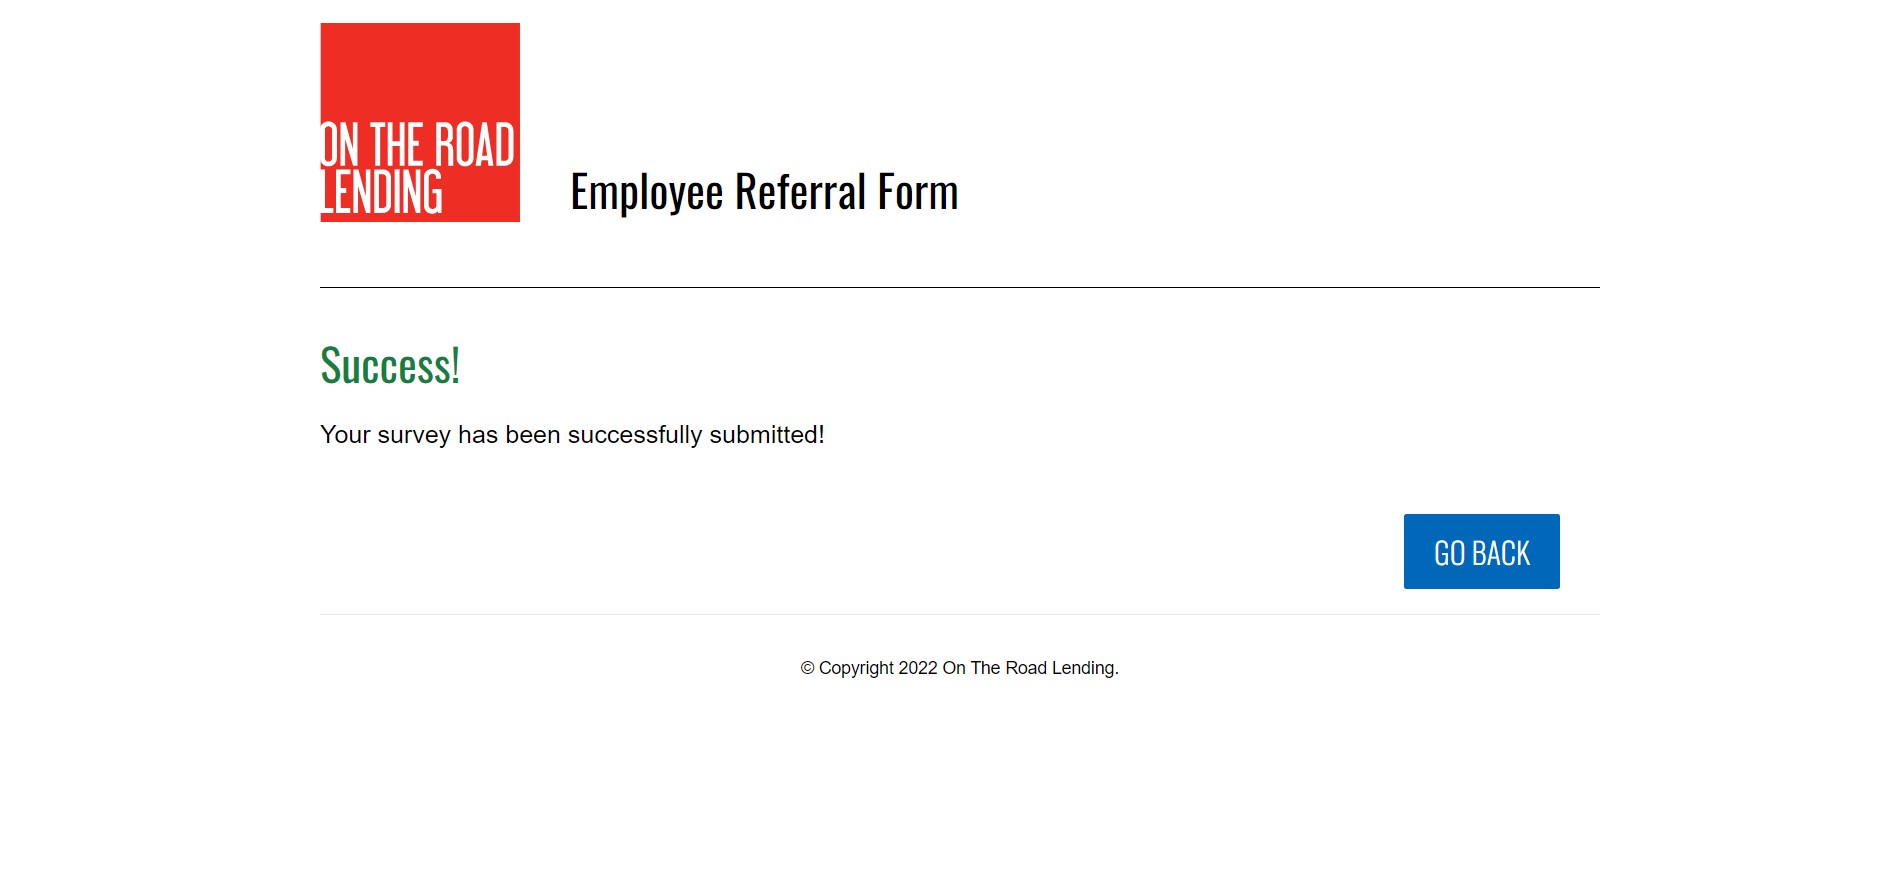 ON THE ROAD
LENDING
Employee Referral Form
Success!
Your survey has been successfully submitted!
GO BACK
© Copyright 2022 On The Road Lending.